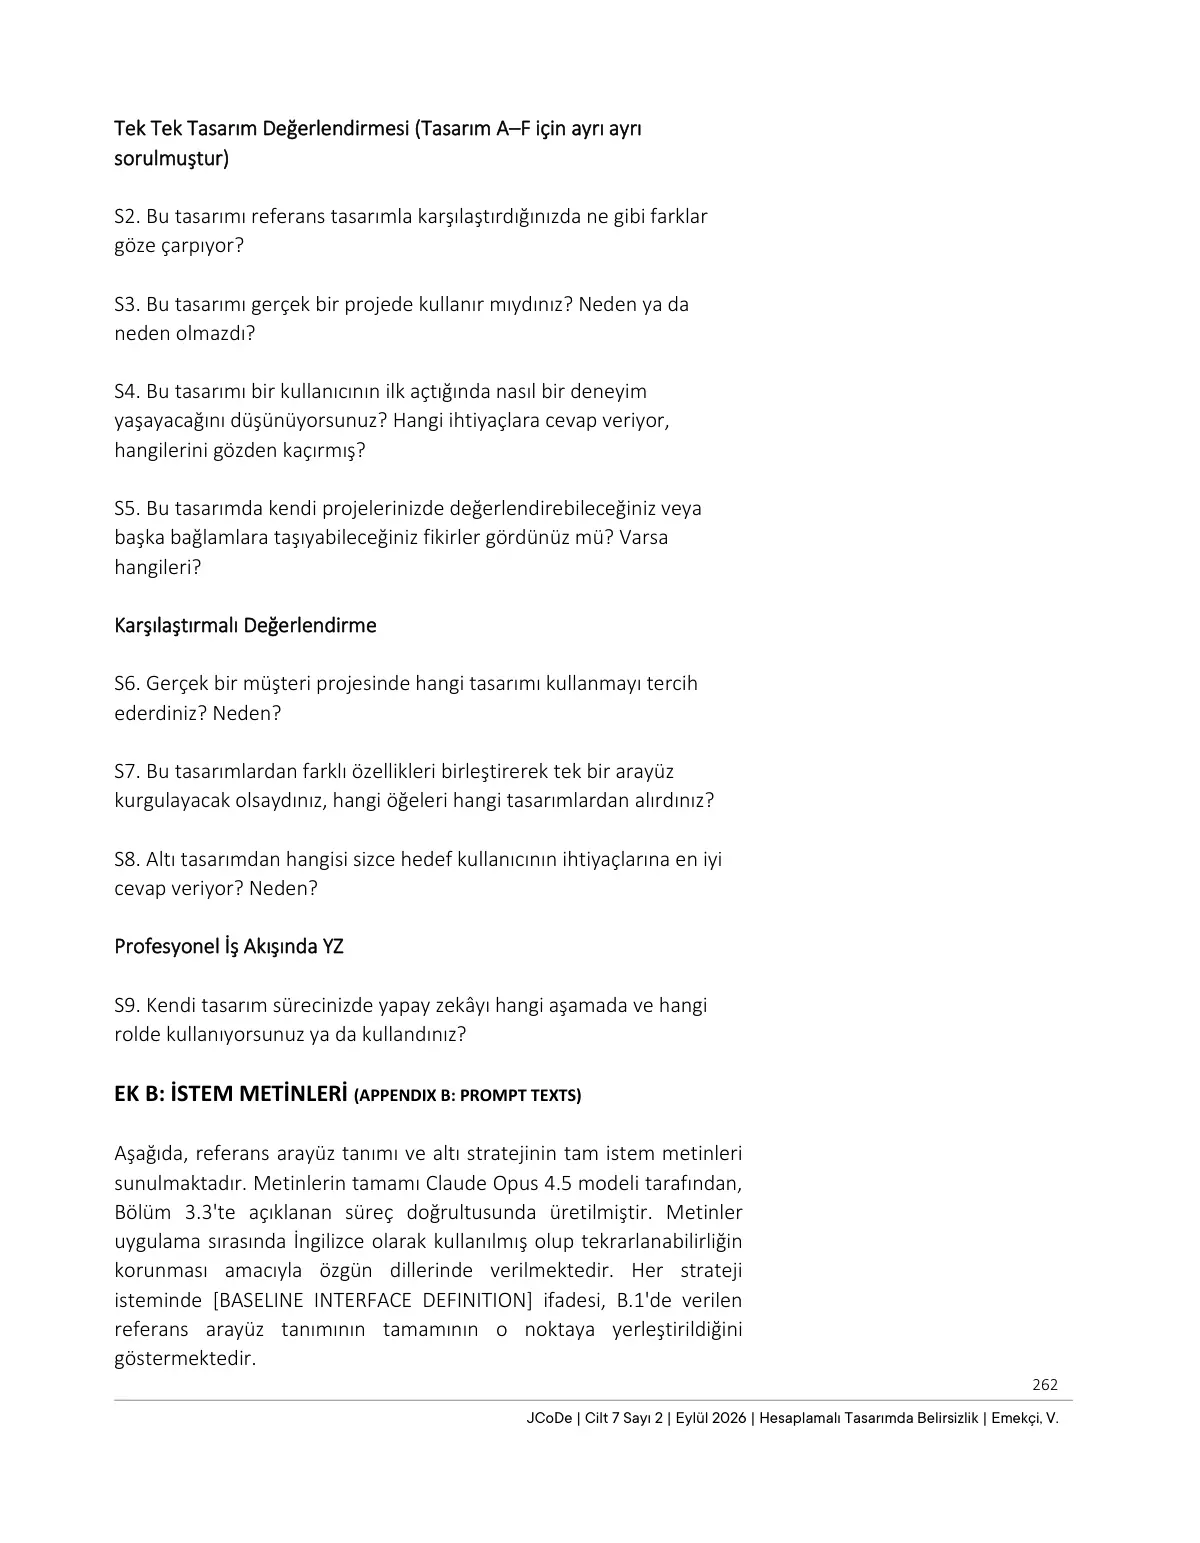 Tek Tek Tasarım Değerlendirmesi (Tasarım A–F için ayrı ayrı
sorulmuştur)
S2. Bu tasarımı referans tasarımla karşılaştırdığınızda ne gibi farklar
göze çarpıyor?
S3. Bu tasarımı gerçek bir projede kullanır mıydınız? Neden ya da
neden olmazdı?
S4. Bu tasarımı bir kullanıcının ilk açtığında nasıl bir deneyim
yaşayacağını düşünüyorsunuz? Hangi ihtiyaçlara cevap veriyor,
hangilerini gözden kaçırmış?
S5. Bu tasarımda kendi projelerinizde değerlendirebileceğiniz veya
başka bağlamlara taşıyabileceğiniz fikirler gördünüz mü? Varsa
hangileri?
Karşılaştırmalı Değerlendirme
S6. Gerçek bir müşteri projesinde hangi tasarımı kullanmayı tercih
ederdiniz? Neden?
S7. Bu tasarımlardan farklı özellikleri birleştirerek tek bir arayüz
kurgulayacak olsaydınız, hangi öğeleri hangi tasarımlardan alırdınız?
S8. Altı tasarımdan hangisi sizce hedef kullanıcının ihtiyaçlarına en iyi
cevap veriyor? Neden?
Profesyonel İş Akışında YZ
S9. Kendi tasarım sürecinizde yapay zekâyı hangi aşamada ve hangi
rolde kullanıyorsunuz ya da kullandınız?
EK B: İSTEM METİNLERİ (APPENDIX B: PROMPT TEXTS)
Aşağıda, referans arayüz tanımı ve altı stratejinin tam istem metinleri
sunulmaktadır. Metinlerin tamamı Claude Opus 4.5 modeli tarafından,
Bölüm 3.3'te açıklanan süreç doğrultusunda üretilmiştir. Metinler
uygulama sırasında İngilizce olarak kullanılmış olup tekrarlanabilirliğin
korunması amacıyla özgün dillerinde verilmektedir. Her strateji
isteminde [BASELINE INTERFACE DEFINITION] ifadesi, B.1'de verilen
referans arayüz tanımının tamamının o noktaya yerleştirildiğini
göstermektedir.
262
JCoDe | Cilt 7 Sayı 2 | Eylül 2026 | Hesaplamalı Tasarımda Belirsizlik | Emekçi, V.